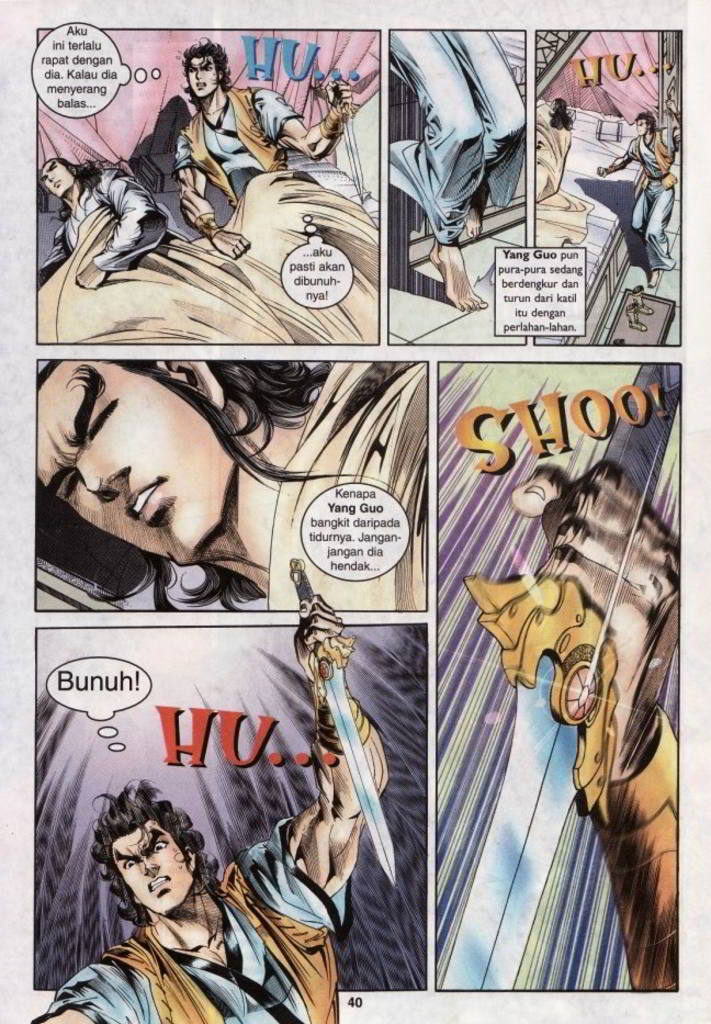 Aku
ini terlalu
rapat dengan
dia. Kalau dia
menyerang
balas...
HU...
...aku
pasti akan
dibunuh-
nya!
HU...
Yang Guo pun
pura-pura sedang
berdengkur dan
turun dari katil
itu dengan
perlahan-lahan.
Kenapa
Yang Guo
bangkit daripada
tidurnya. Jangan-
jangan dia
hendak...
SHOO!
Bunuh!
HU...
40